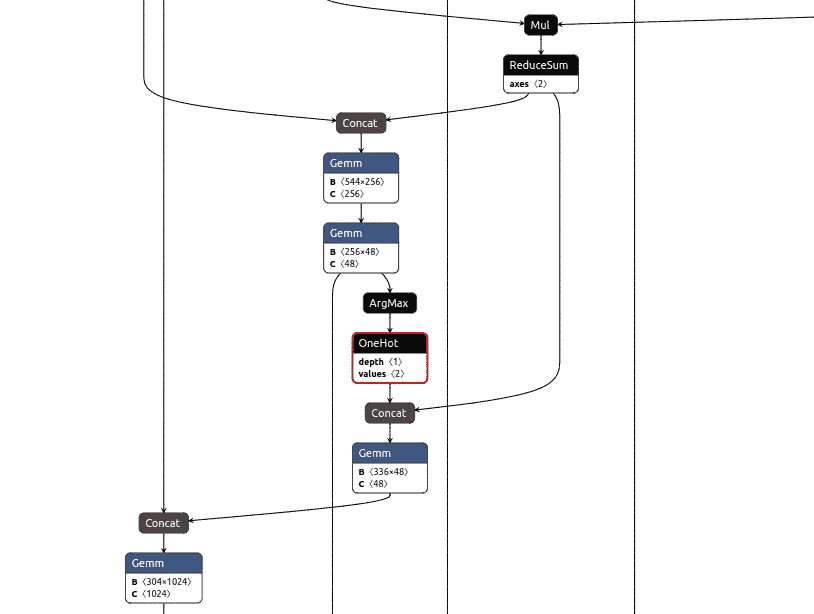 Mul
ReduceSum
axes 〈2〉
Concat
Gemm
B 〈544×256〉
C 〈256〉
Gemm
B 〈256×48〉
C 〈48〉
ArgMax
OneHot
depth 〈1〉
values 〈2〉
Concat
Gemm
B 〈336×48〉
C 〈48〉
Concat
Gemm
B 〈304×1024〉
C 〈1024〉